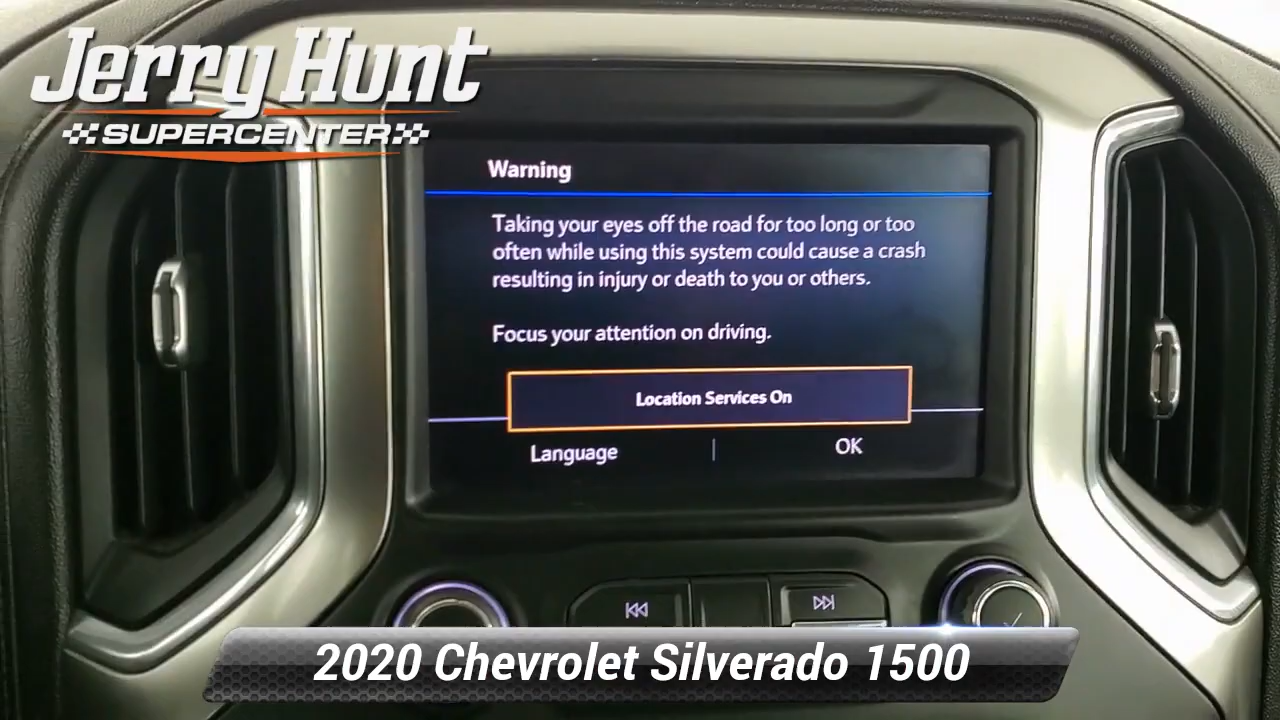 Jerry Hunt
SUPERCENTER
Warning
Taking your eyes off the road for too long or too
often while using this system could cause a crash
resulting in injury or death to you or others.
Focus your attention on driving.
Location Services On
Language | OK
2020 Chevrolet Silverado 1500